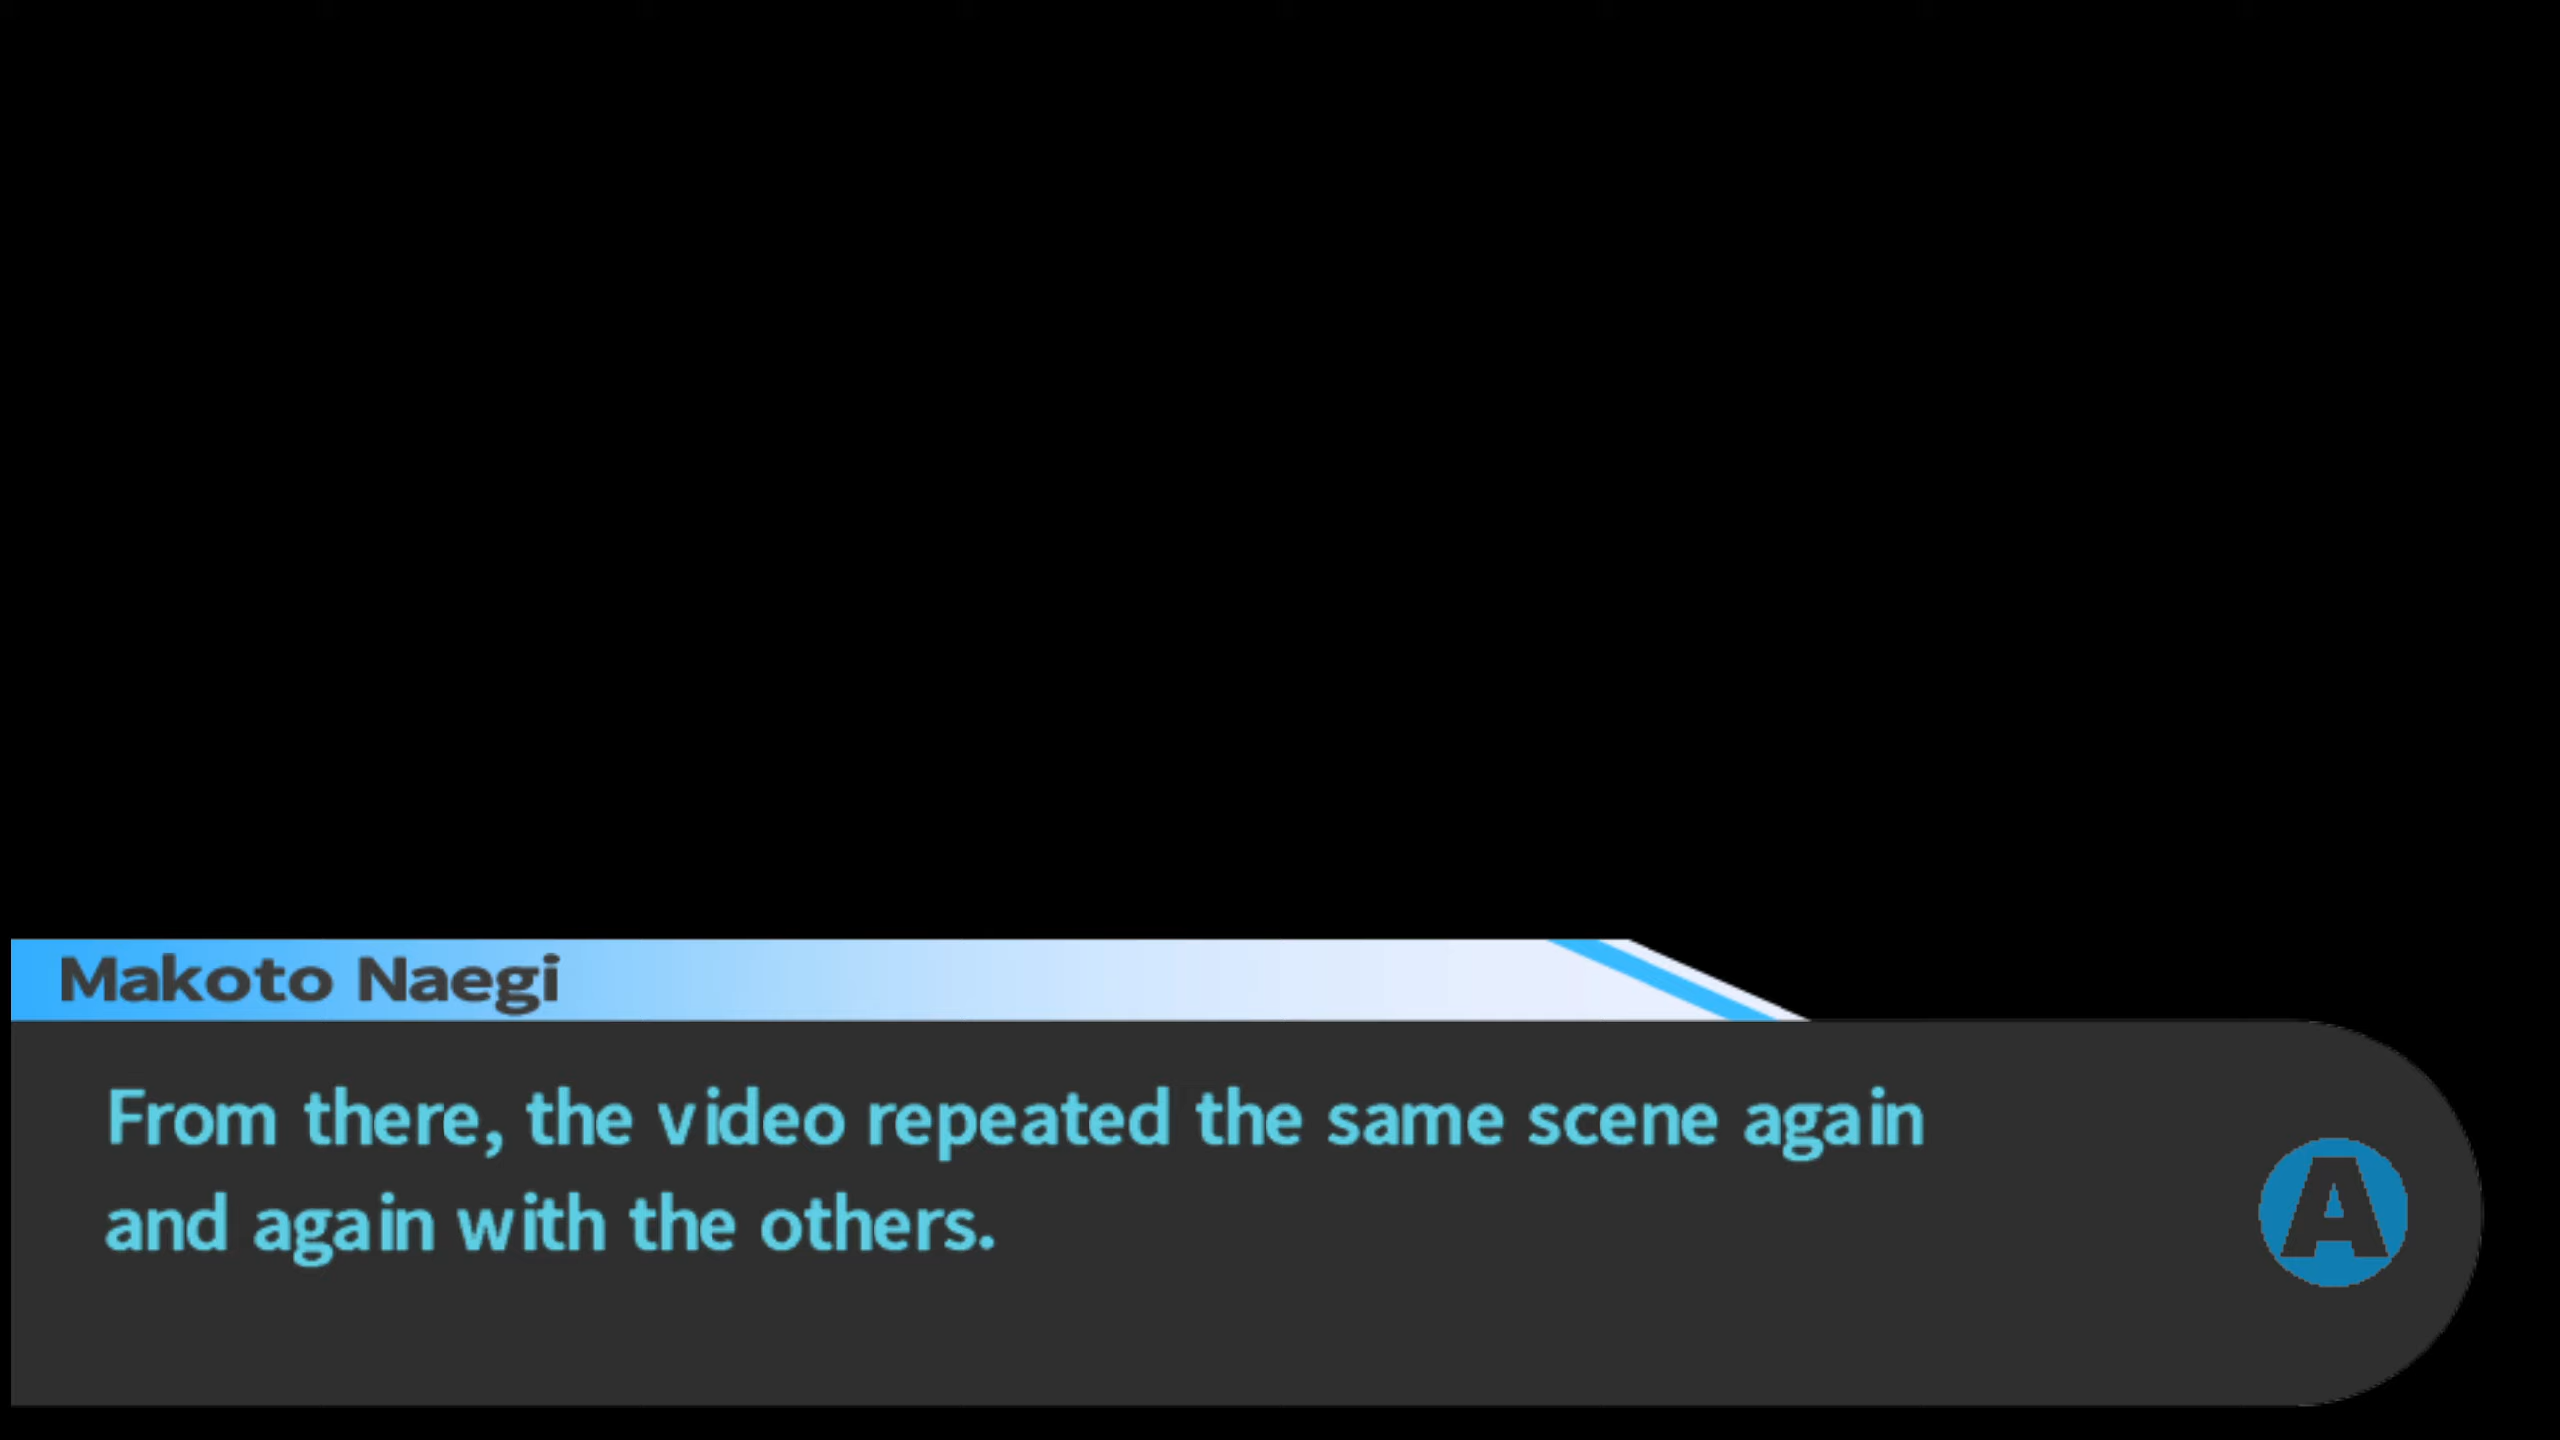 Makoto Naegi
From there, the video repeated the same scene again
and again with the others.
A